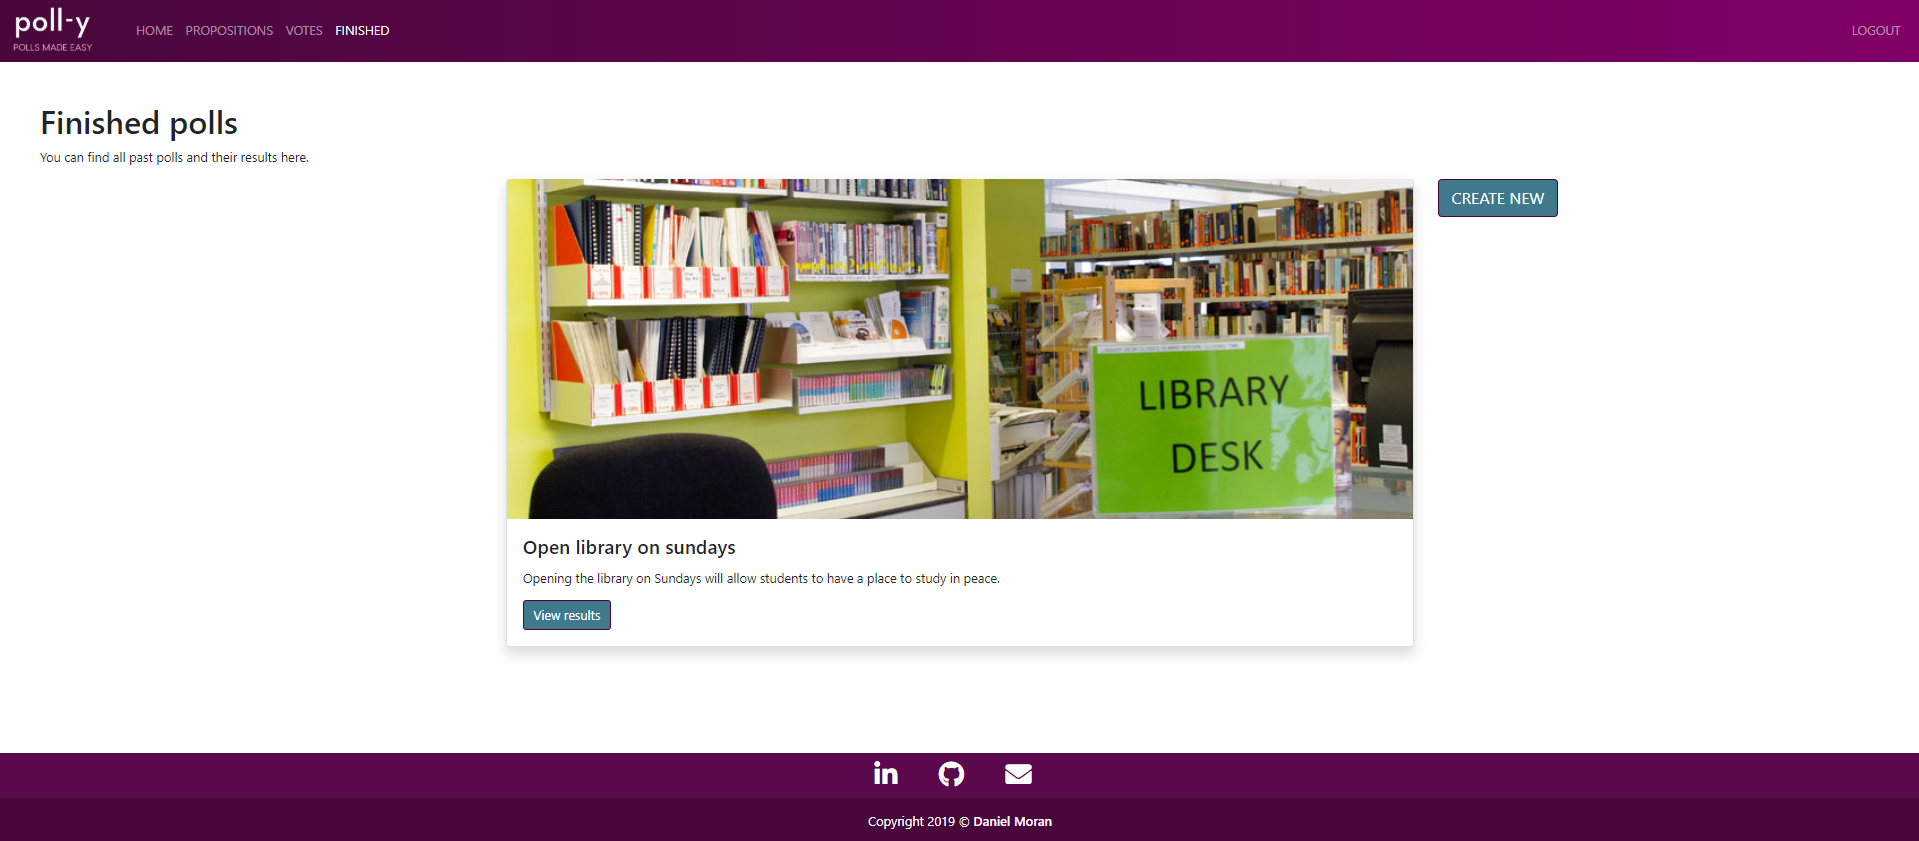 poll-y
POLLS MADE EASY
HOME PROPOSITIONS VOTES FINISHED
LOGOUT
Finished polls
You can find all past polls and their results here.
CREATE NEW
LIBRARY
DESK
Open library on sundays
Opening the library on Sundays will allow students to have a place to study in peace.
View results
in
Copyright 2019 © Daniel Moran